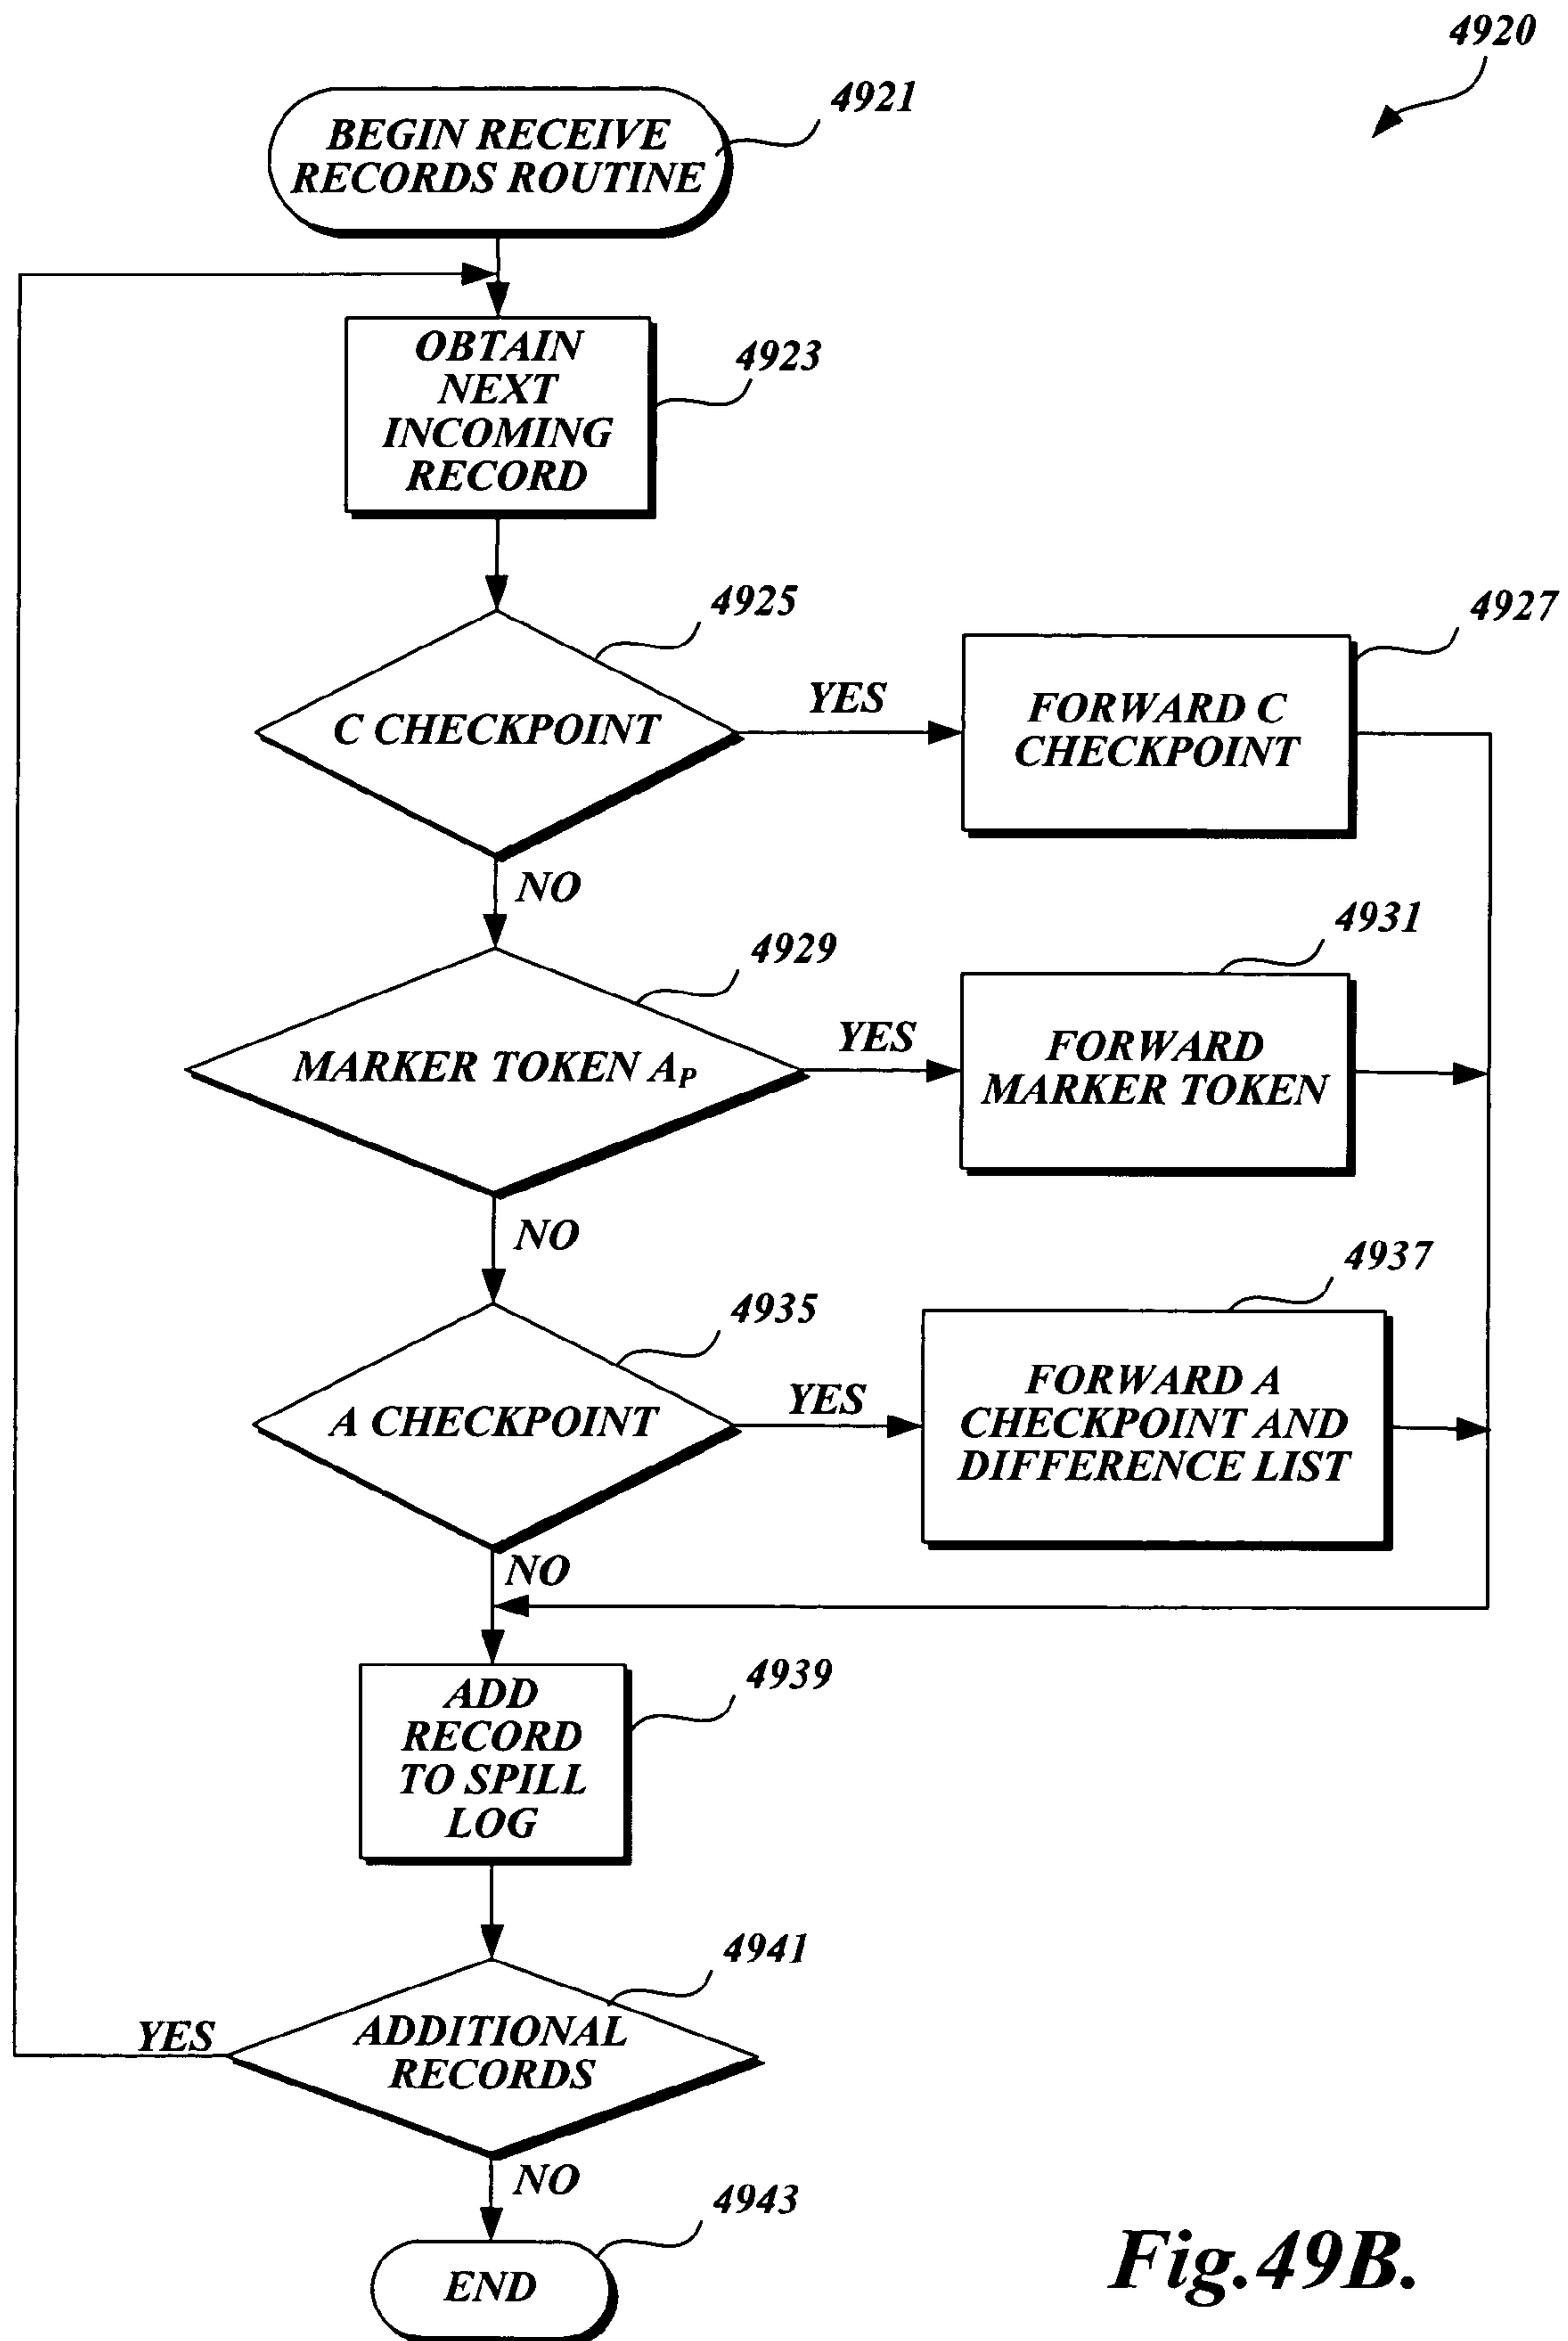 4920
4921
BEGIN RECEIVE
RECORDS ROUTINE
4923
OBTAIN
NEXT
INCOMING
RECORD
4925
C CHECKPOINT
YES
4927
FORWARD C
CHECKPOINT
NO
4929
MARKER TOKEN AP
YES
4931
FORWARD
MARKER TOKEN
NO
4935
A CHECKPOINT
YES
4937
FORWARD A
CHECKPOINT AND
DIFFERENCE LIST
NO
4939
ADD
RECORD
TO SPILL
LOG
4941
ADDITIONAL
RECORDS
YES
NO
4943
END
Fig.49B.